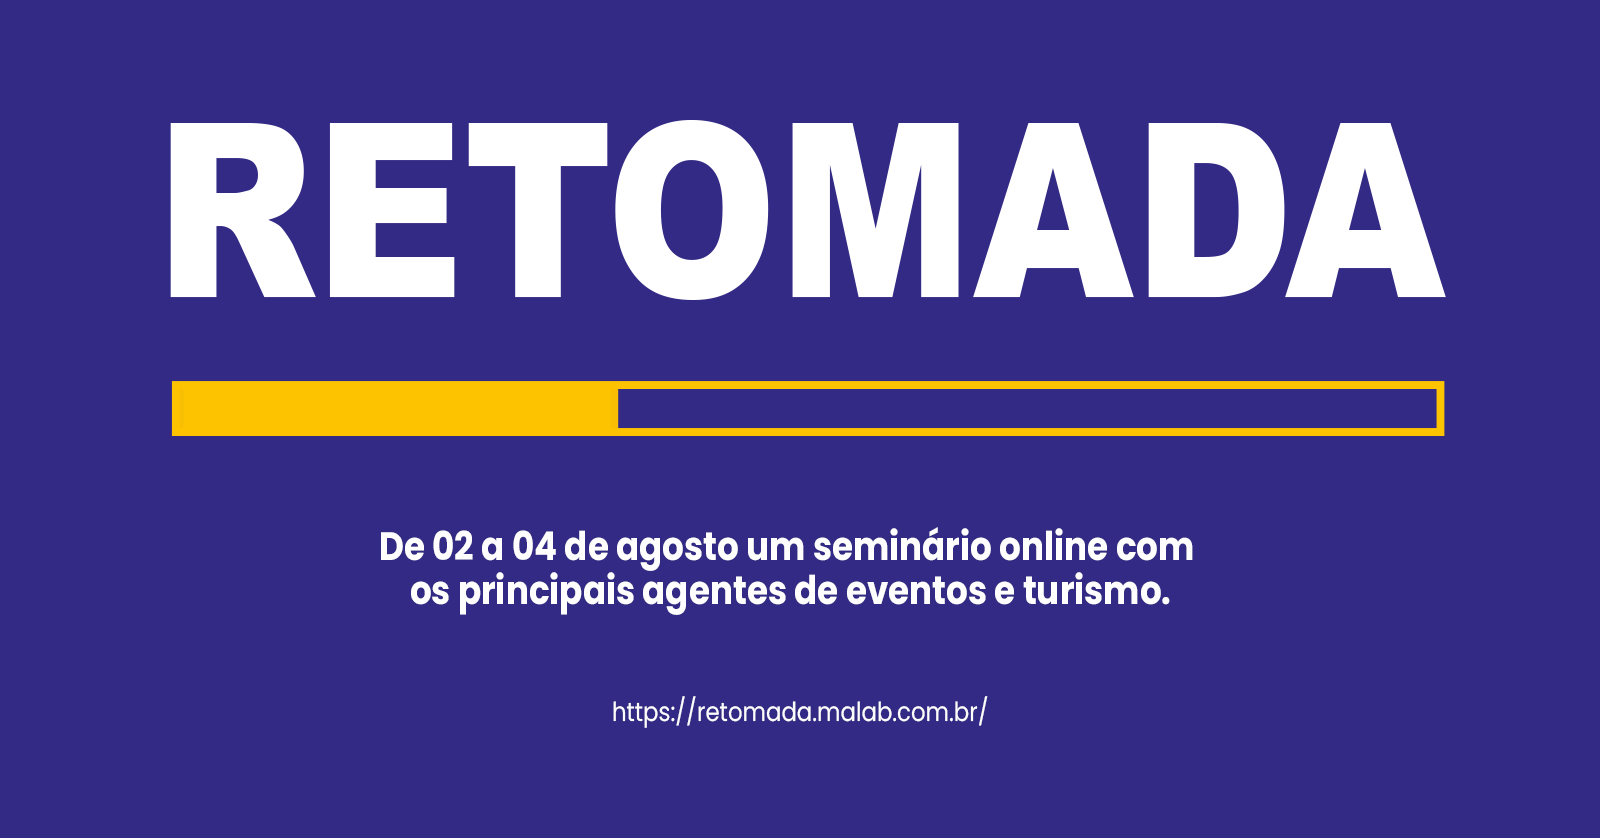 RETOMADA
De 02 a 04 de agosto um seminário online com
os principais agentes de eventos e turismo.
https://retomada.malab.com.br/